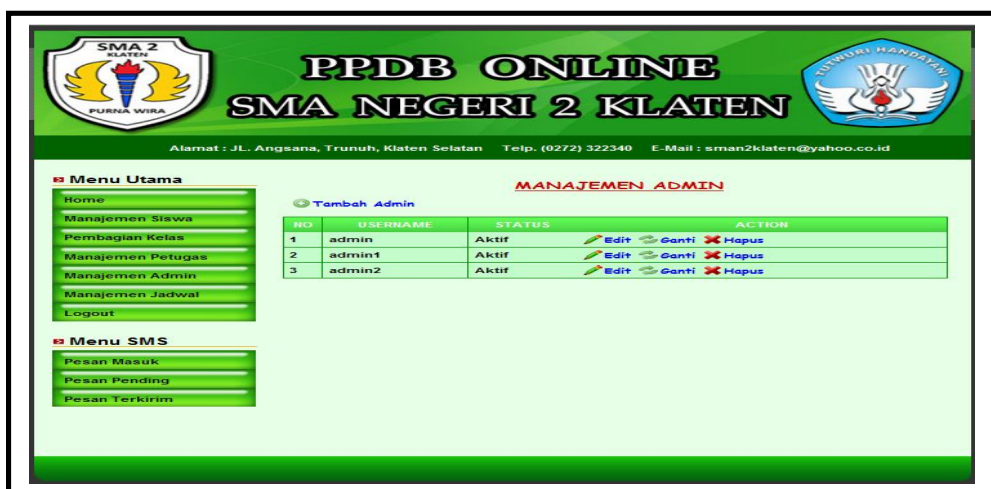 SMA 2
KLATEN
PURNA WIRA
PPDB ONLINE
SMA NEGERI 2 KLATEN
TUTWURI HANDAYANI
Alamat : JL. Angsana, Trunuh, Klaten Selatan Telp. (0272) 322340 E-Mail : sman2klaten@yahoo.co.id
Menu Utama
Home
Manajemen Siswa
Pembagian Kelas
Manajemen Petugas
Manajemen Admin
Manajemen Jadwal
Logout
Menu SMS
Pesan Masuk
Pesan Pending
Pesan Terkirim
MANAJEMEN ADMIN
Tambah Admin
NO USERNAME STATUS ACTION
1 admin Aktif Edit Ganti Hapus
2 admin1 Aktif Edit Ganti Hapus
3 admin2 Aktif Edit Ganti Hapus